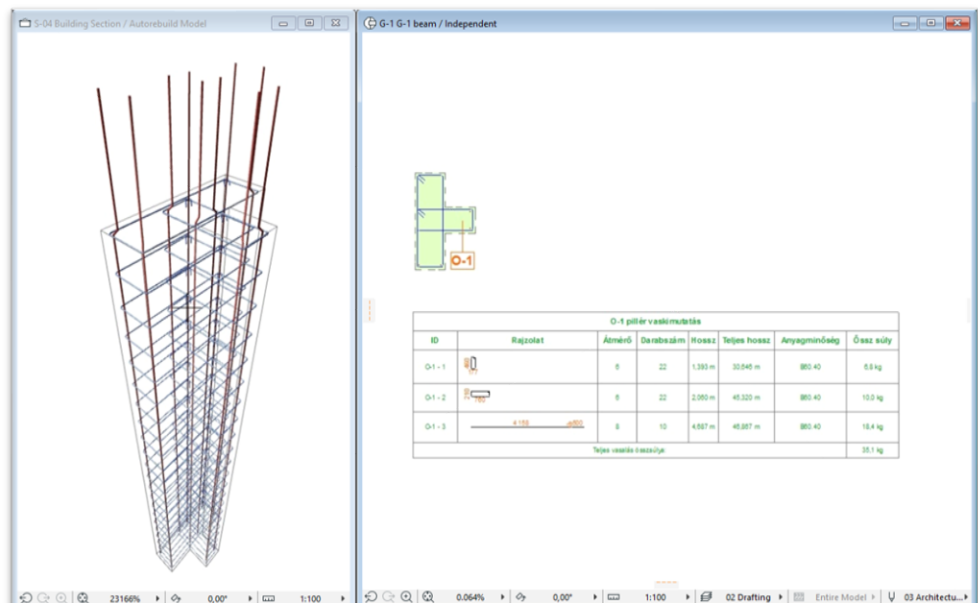 S-04 Building Section / Autorebuild Model
G-1 G-1 beam / Independent
O-1
O-1 pillér vaskimutatás
ID Rajzolat Átmérő Darabszám Hossz Teljes hossz Anyagminőség Össz súly
G-1 - 1 6 22 1,393 m 30,646 m B60.40 6,8 kg
G-1 - 2 6 22 2,060 m 45,320 m B60.40 10,0 kg
G-1 - 3 4 158 8 10 4,687 m 46,867 m B60.40 18,4 kg
Teljes vasalás összsúlya 35,1 kg
23166% 0,00° 1:100
0.064% 0,00° 1:100 02 Drafting Entire Model 03 Architectu...